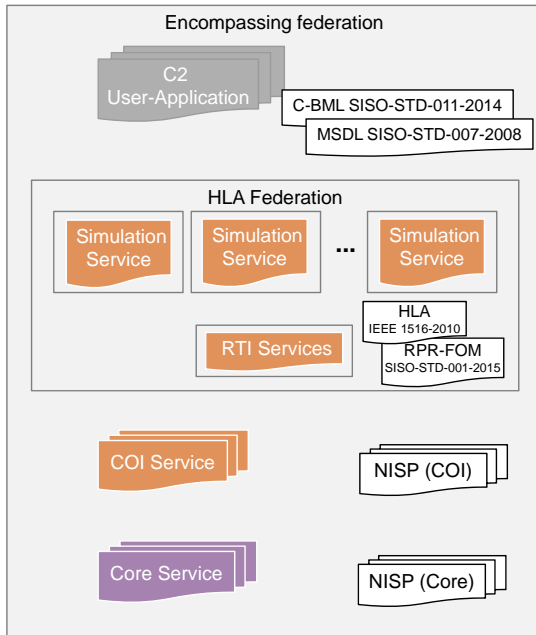 Encompassing federation
C2
User-Application
C-BML SISO-STD-011-2014
MSDL SISO-STD-007-2008
HLA Federation
Simulation
Service
Simulation
Service
...
Simulation
Service
HLA
IEEE 1516-2010
RTI Services
RPR-FOM
SISO-STD-001-2015
COI Service
NISP (COI)
Core Service
NISP (Core)